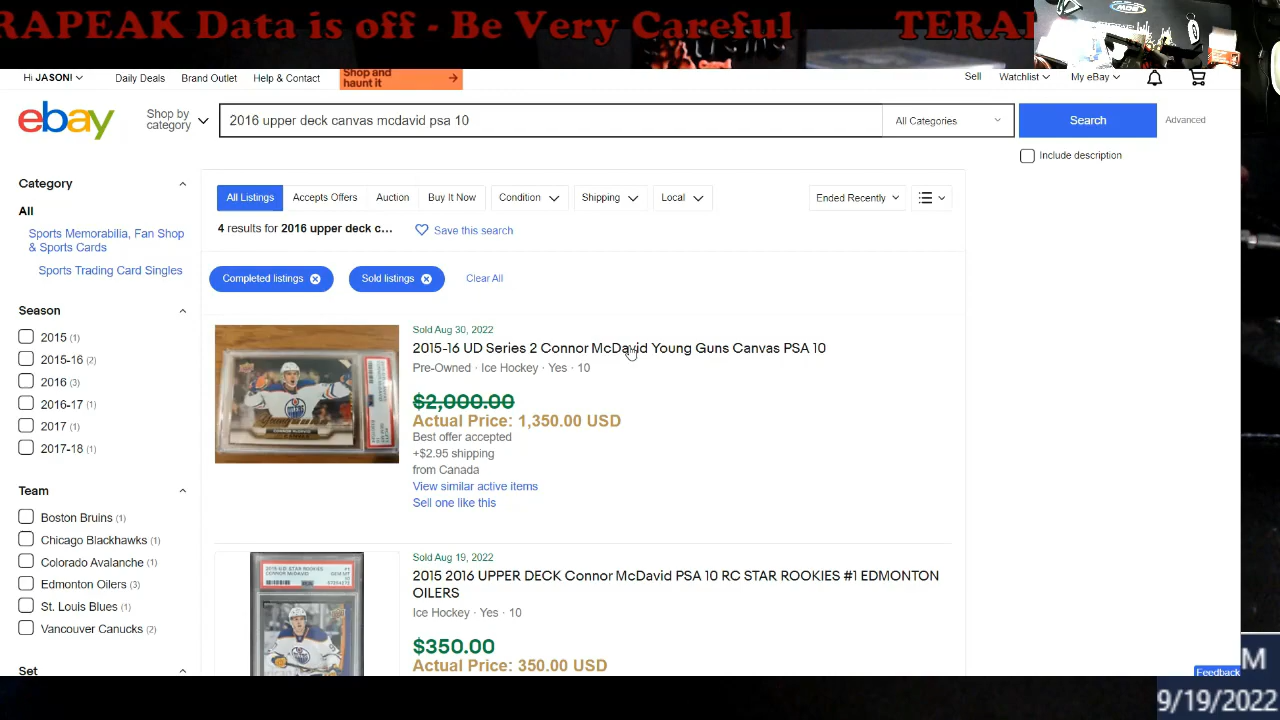 RAPEAK Data is off - Be Very Careful TERA
Hi JASON! Daily Deals Brand Outlet Help & Contact Shop and haunt it Sell Watchlist My eBay
ebay Shop by category 2016 upper deck canvas mcdavid psa 10 All Categories Search Advanced
Include description
Category
All
Sports Memorabilia, Fan Shop
& Sports Cards
Sports Trading Card Singles
Season
2015 (1)
2015-16 (2)
2016 (3)
2016-17 (1)
2017 (1)
2017-18 (1)
Team
Boston Bruins (1)
Chicago Blackhawks (1)
Colorado Avalanche (1)
Edmonton Oilers (3)
St. Louis Blues (1)
Vancouver Canucks (2)
Set
All Listings Accepts Offers Auction Buy It Now Condition Shipping Local Ended Recently
4 results for 2016 upper deck c... Save this search
Completed listings Sold listings Clear All
Sold Aug 30, 2022
2015-16 UD Series 2 Connor McDavid Young Guns Canvas PSA 10
Pre-Owned · Ice Hockey · Yes · 10
$2,000.00
Actual Price: 1,350.00 USD
Best offer accepted
+$2.95 shipping
from Canada
View similar active items
Sell one like this
Sold Aug 19, 2022
2015 2016 UPPER DECK Connor McDavid PSA 10 RC STAR ROOKIES #1 EDMONTON
OILERS
Ice Hockey · Yes · 10
$350.00
Actual Price: 350.00 USD
Feedback
M
9/19/2022